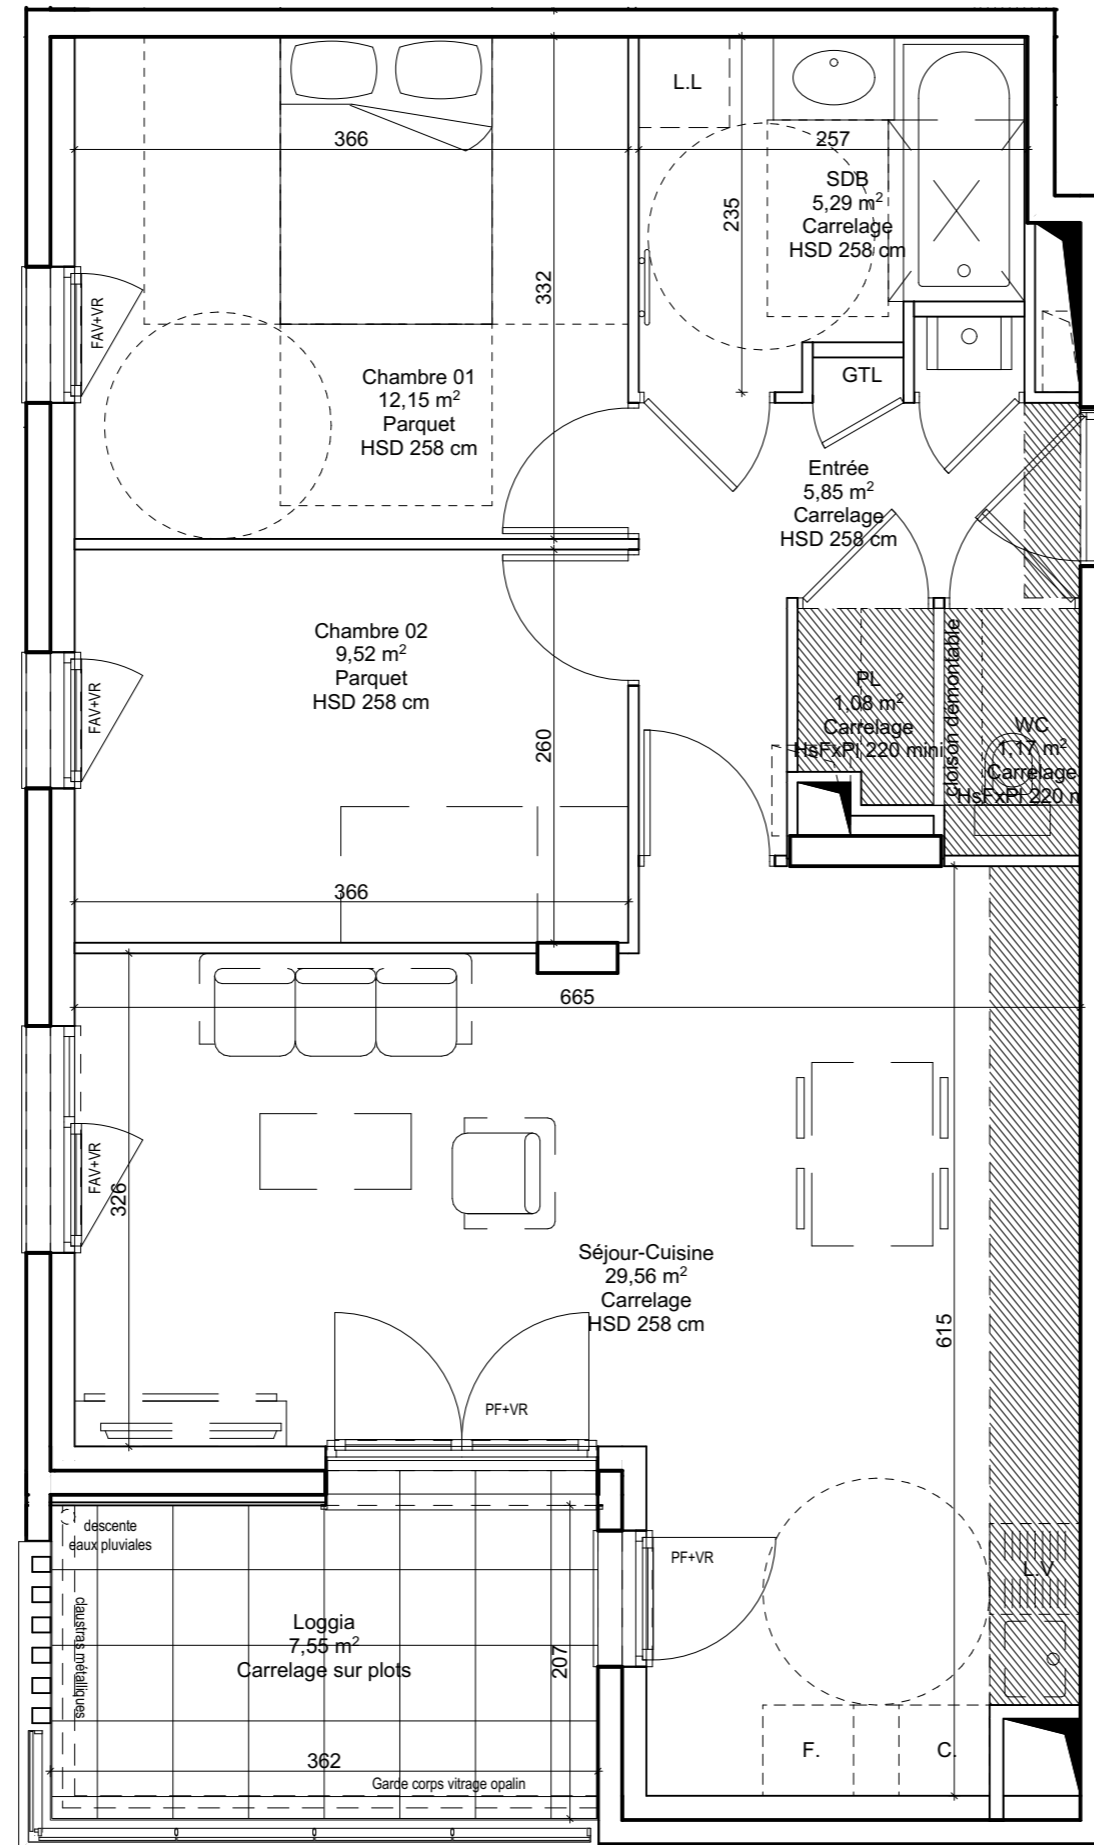 L.L
366
257
SDB
5,29 m²
Carrelage
HSD 258 cm
235
332
FAV+VR
Chambre 01
12,15 m²
Parquet
HSD 258 cm
GTL
Entrée
5,85 m²
Carrelage
HSD 258 cm
Chambre 02
9,52 m²
Parquet
HSD 258 cm
FAV+VR
260
PL
1,08 m²
Carrelage
HsFxPl 220 mini
cloison démontable
WC
1,17 m²
Carrelage
HsFxPl 220 m
366
665
FAV+VR
326
Séjour-Cuisine
29,56 m²
Carrelage
HSD 258 cm
615
PF+VR
descente
eaux pluviales
PF+VR
L.V
claustras métalliques
Loggia
7,55 m²
Carrelage sur plots
207
362
Garde corps vitrage opalin
F.
C.